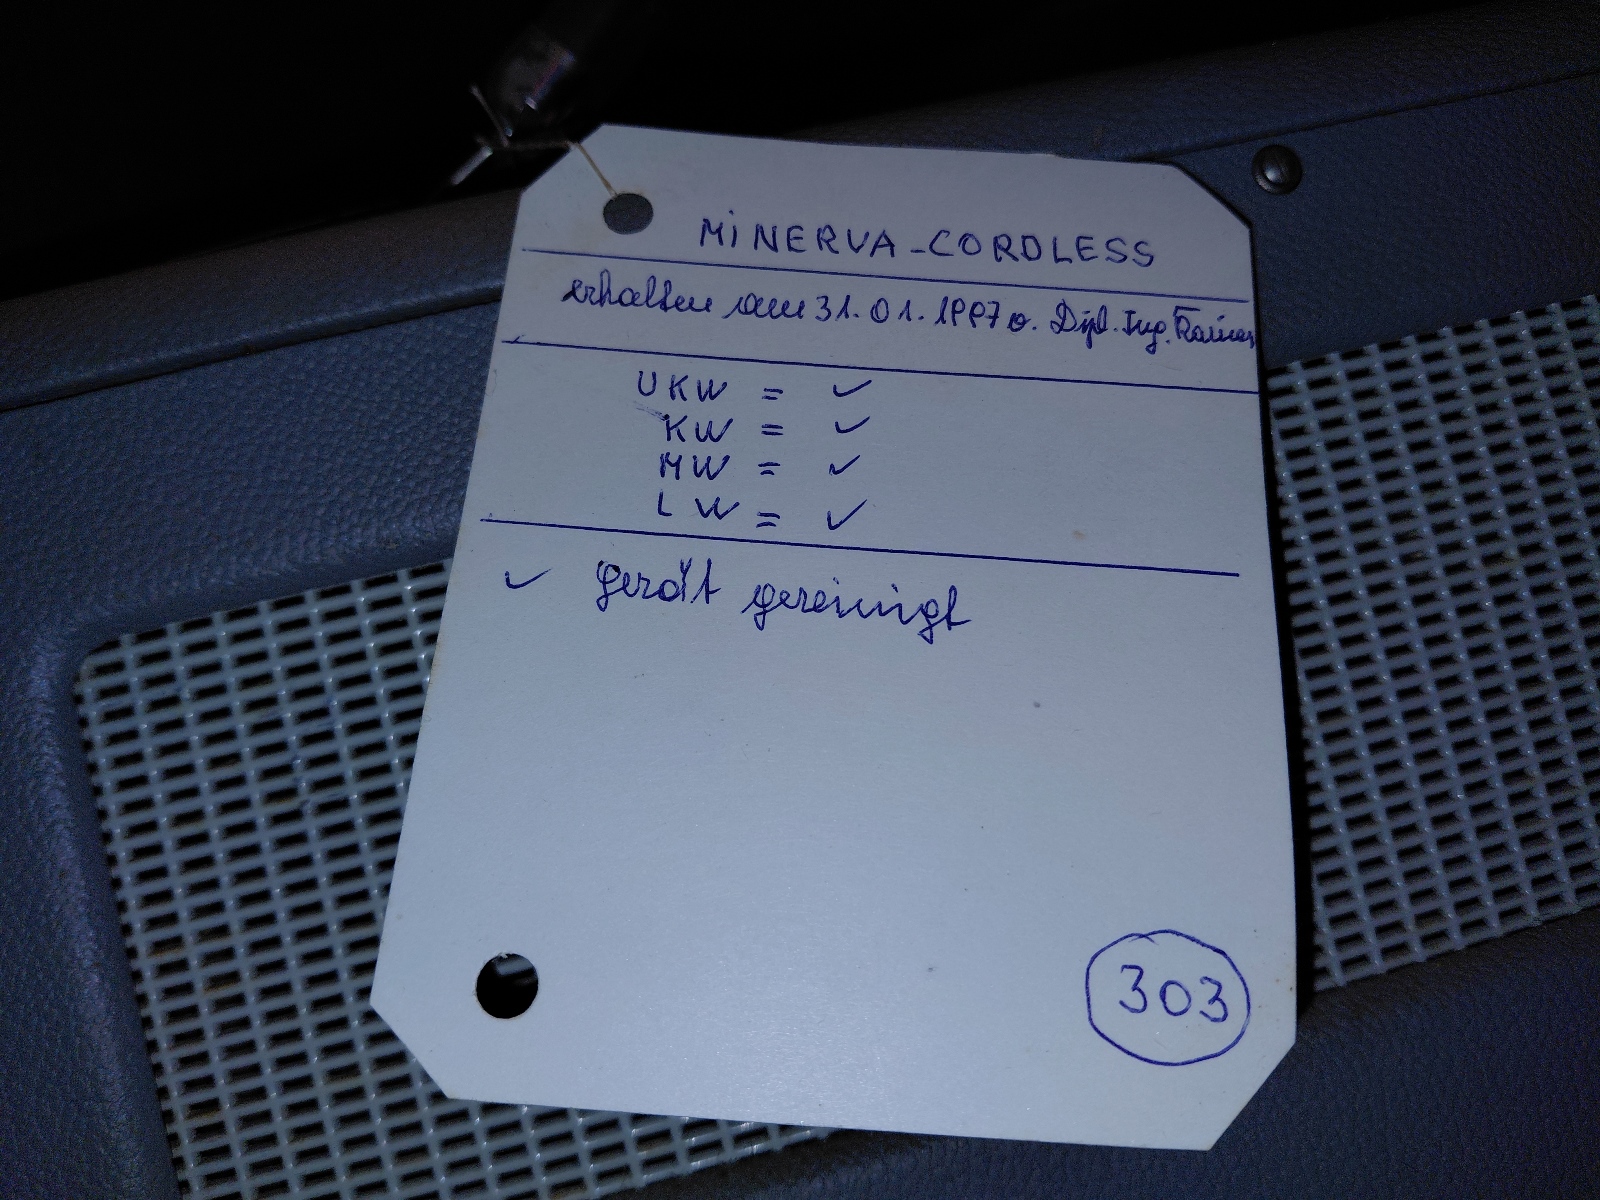 MiNERVA-CORDLESS
erhalten am 31.01.1997 v. Dipl. Ing.
UKW = ✓
KW = ✓
MW = ✓
LW = ✓
✓ gerät gereinigt
303